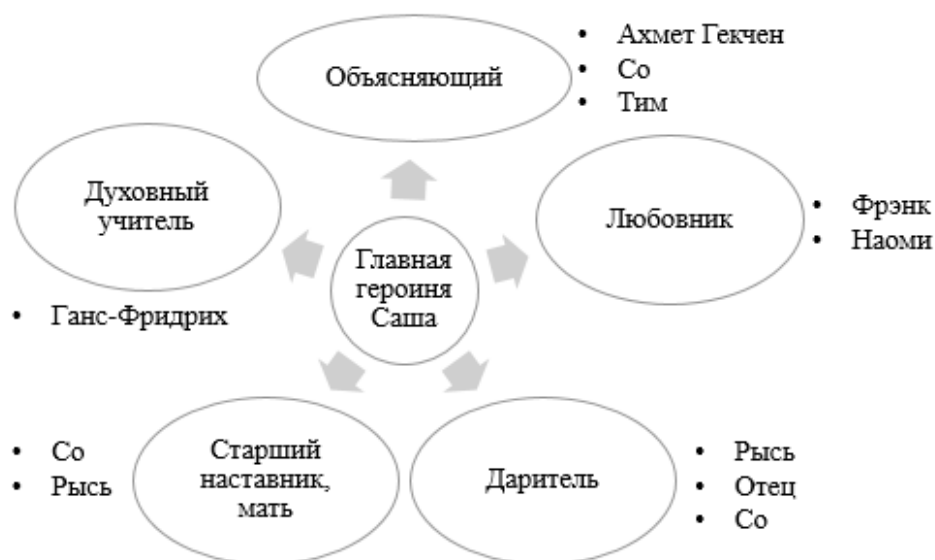 Объясняющий
• Ахмет Гекчен
• Со
• Тим
Духовный
учитель
• Ганс-Фридрих
Любовник
• Фрэнк
• Наоми
Главная
героиня
Саша
• Со
• Рысь
Старший
наставник,
мать
Даритель
• Рысь
• Отец
• Со